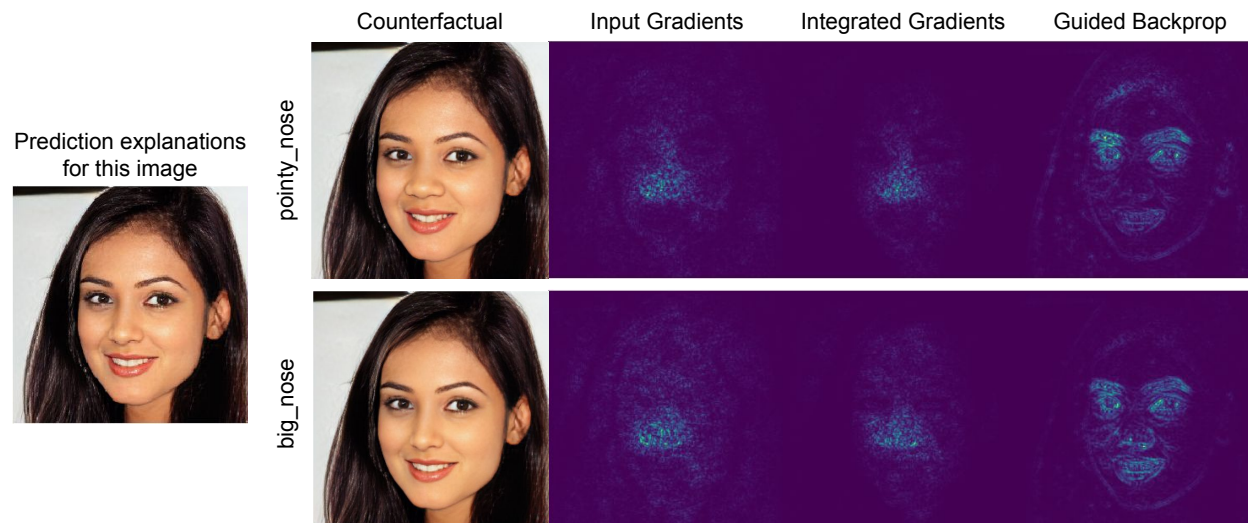 Counterfactual
Input Gradients
Integrated Gradients
Guided Backprop
Prediction explanations
for this image
pointy_nose
big_nose